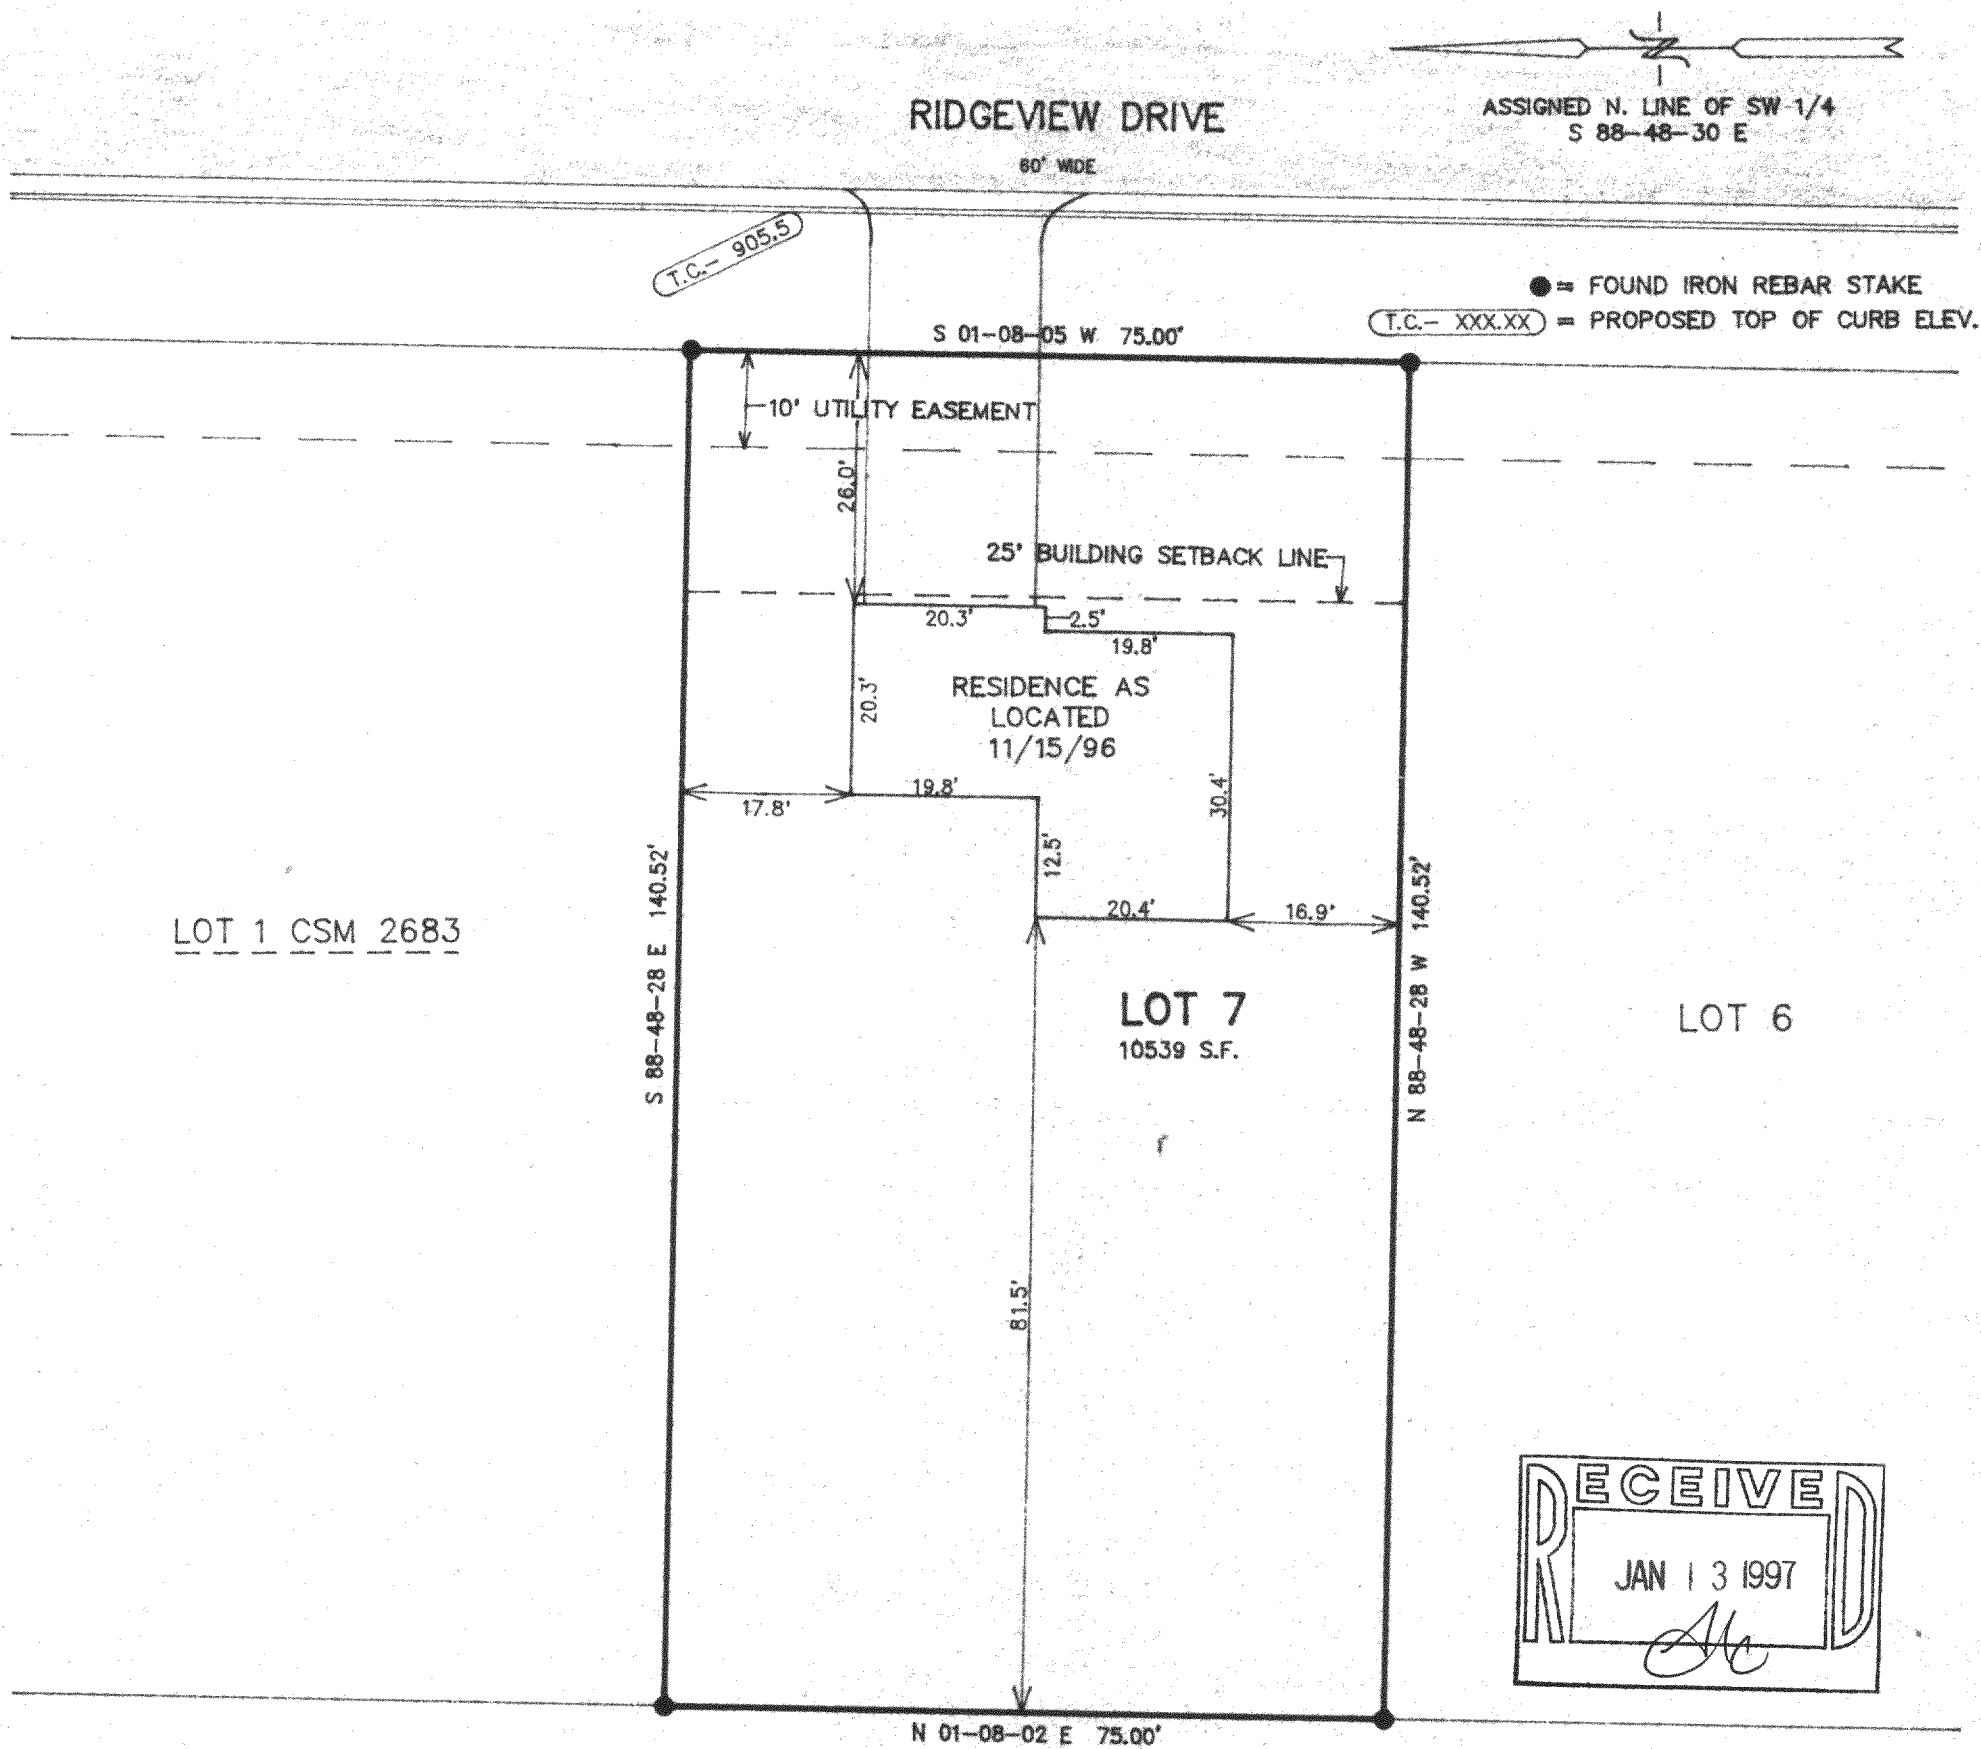 ASSIGNED N. LINE OF SW 1/4
S 88-48-30 E
RIDGEVIEW DRIVE
60' WIDE
T.C.- 905.5
●= FOUND IRON REBAR STAKE
T.C.- XXX.XX = PROPOSED TOP OF CURB ELEV.
S 01-08-05 W 75.00'
10' UTILITY EASEMENT
26.0'
25' BUILDING SETBACK LINE
20.3'
2.5'
19.8'
RESIDENCE AS
LOCATED
11/15/96
20.3'
30.4'
17.8'
19.8'
12.5'
20.4'
16.9'
S 88-48-28 E 140.52'
N 88-48-28 W 140.52'
LOT 1 CSM 2683
LOT 7
10539 S.F.
LOT 6
81.5'
RECEIVED
JAN 13 1997
N 01-08-02 E 75.00'